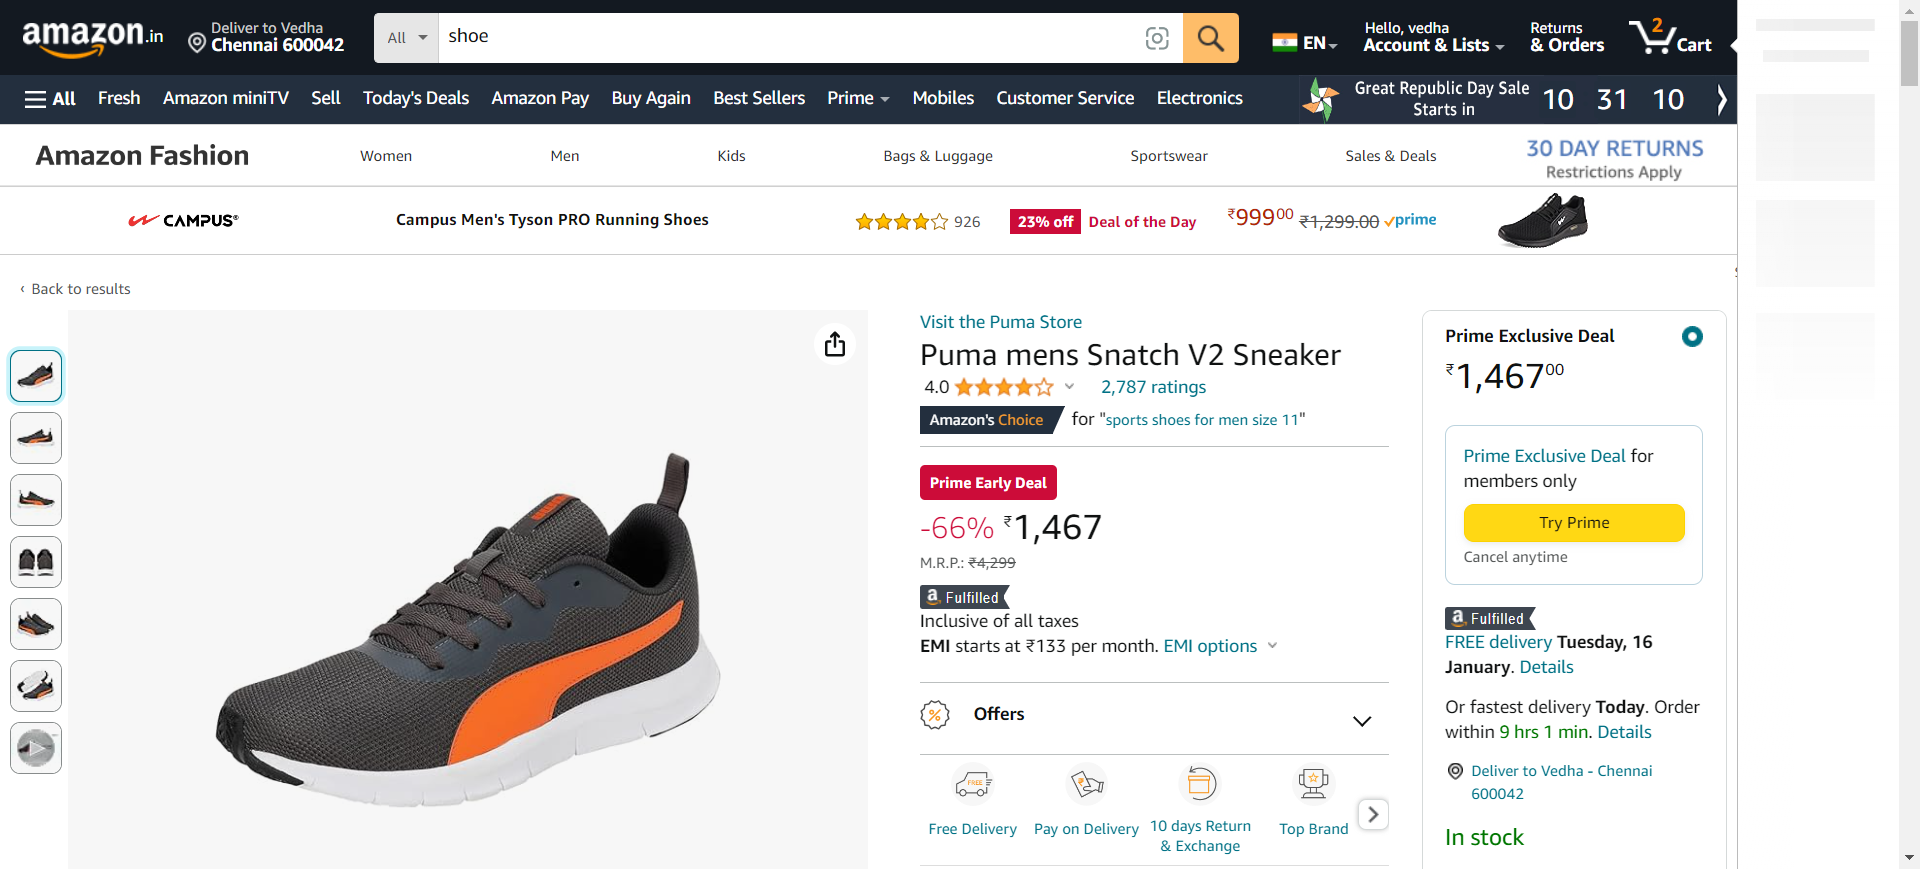 amazon.in
Deliver to Vedha
Chennai 600042
All
shoe
EN
Hello, vedha
Account & Lists
Returns
& Orders
2
Cart
All
Fresh
Amazon miniTV
Sell
Today's Deals
Amazon Pay
Buy Again
Best Sellers
Prime
Mobiles
Customer Service
Electronics
Great Republic Day Sale
Starts in
10 31 10
Amazon Fashion
Women
Men
Kids
Bags & Luggage
Sportswear
Sales & Deals
30 DAY RETURNS
Restrictions Apply
CAMPUS®
Campus Men's Tyson PRO Running Shoes
926
23% off
Deal of the Day
₹99900
₹1,299.00
prime
‹ Back to results
Visit the Puma Store
Puma mens Snatch V2 Sneaker
4.0
2,787 ratings
Amazon's Choice
for "sports shoes for men size 11"
Prime Early Deal
-66% ₹1,467
M.R.P.: ₹4,299
a Fulfilled
Inclusive of all taxes
EMI starts at ₹133 per month. EMI options
%
Offers
FREE
Free Delivery
₹
Pay on Delivery
10 days Return
& Exchange
Top Brand
Prime Exclusive Deal
₹1,46700
Prime Exclusive Deal for
members only
Try Prime
Cancel anytime
a Fulfilled
FREE delivery Tuesday, 16
January. Details
Or fastest delivery Today. Order
within 9 hrs 1 min. Details
Deliver to Vedha - Chennai
600042
In stock